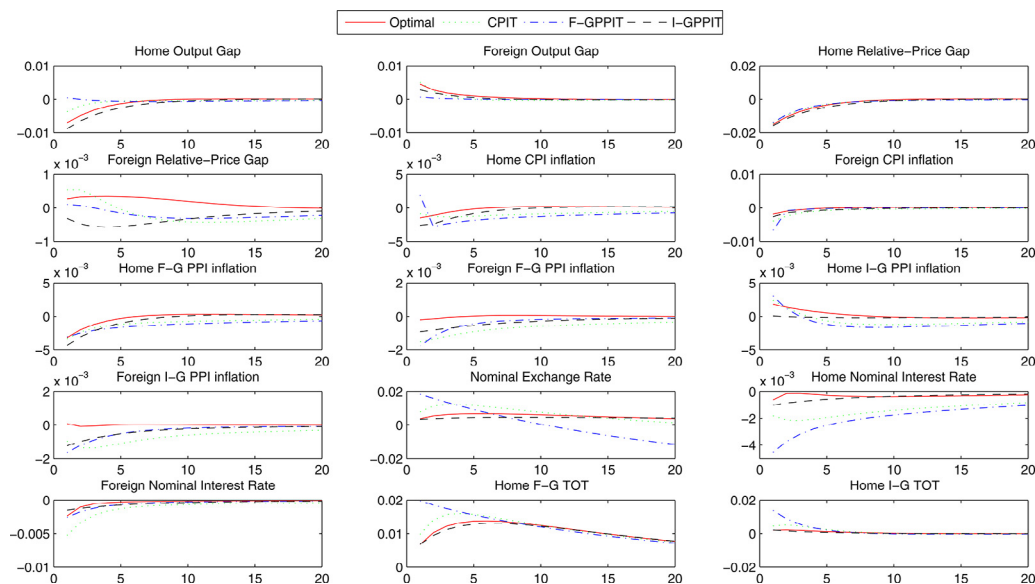 Optimal CPIT F-GPPIT I-GPPIT
Home Output Gap
Foreign Output Gap
Home Relative-Price Gap
0.01 0 -0.01
0 5 10 15 20
0.01 0 -0.01
0 5 10 15 20
0.02 0 -0.02
0 5 10 15 20
Foreign Relative-Price Gap
Home CPI inflation
Foreign CPI inflation
x 10^-3
1 0 -1
0 5 10 15 20
x 10^-3
5 0 -5
0 5 10 15 20
0.01 0 -0.01
0 5 10 15 20
Home F-G PPI inflation
Foreign F-G PPI inflation
Home I-G PPI inflation
x 10^-3
5 0 -5
0 5 10 15 20
x 10^-3
2 0 -2
0 5 10 15 20
x 10^-3
5 0 -5
0 5 10 15 20
Foreign I-G PPI inflation
Nominal Exchange Rate
Home Nominal Interest Rate
x 10^-3
2 0 -2
0 5 10 15 20
0.02 0 -0.02
0 5 10 15 20
x 10^-3
0 -2 -4 -6
0 5 10 15 20
Foreign Nominal Interest Rate
Home F-G TOT
Home I-G TOT
0 -0.005 -0.01
0 5 10 15 20
0.02 0.01 0
0 5 10 15 20
0.02 0 -0.02
0 5 10 15 20